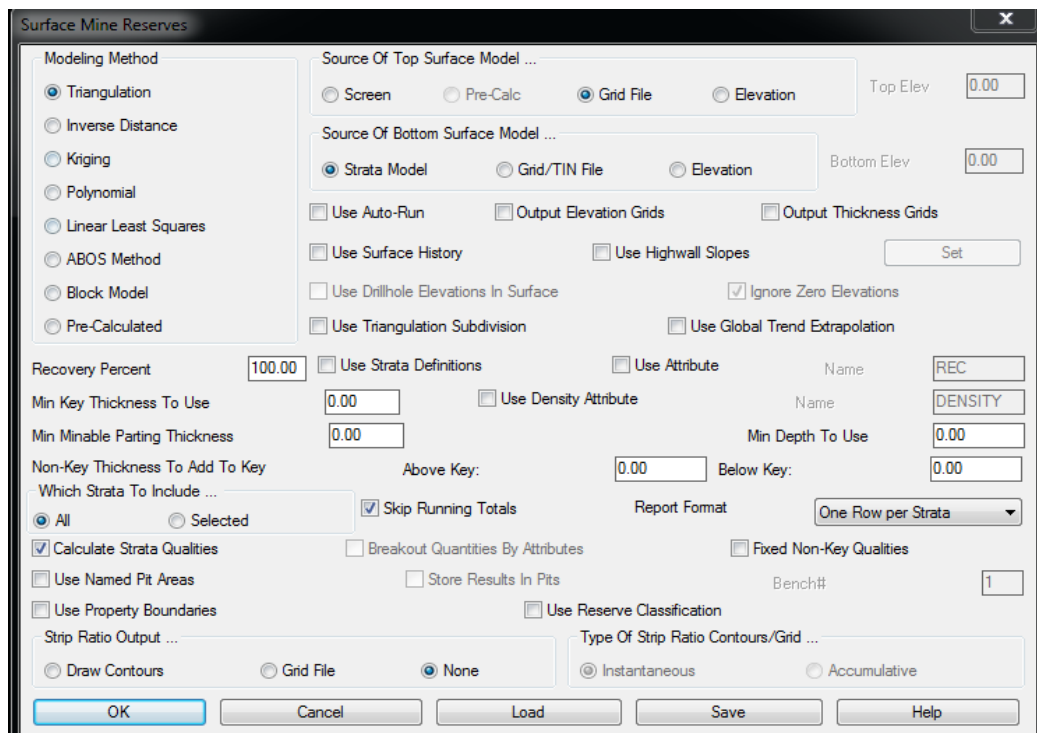 Surface Mine Reserves
x
Modeling Method
Triangulation
Inverse Distance
Kriging
Polynomial
Linear Least Squares
ABOS Method
Block Model
Pre-Calculated
Source Of Top Surface Model ...
Screen Pre-Calc Grid File Elevation
Top Elev 0.00
Source Of Bottom Surface Model ...
Strata Model Grid/TIN File Elevation
Bottom Elev 0.00
Use Auto-Run Output Elevation Grids Output Thickness Grids
Use Surface History Use Highwall Slopes Set
Use Drillhole Elevations In Surface Ignore Zero Elevations
Use Triangulation Subdivision Use Global Trend Extrapolation
Recovery Percent 100.00 Use Strata Definitions Use Attribute Name REC
Min Key Thickness To Use 0.00 Use Density Attribute Name DENSITY
Min Minable Parting Thickness 0.00 Min Depth To Use 0.00
Non-Key Thickness To Add To Key Above Key: 0.00 Below Key: 0.00
Which Strata To Include ...
All Selected
Skip Running Totals Report Format One Row per Strata
Calculate Strata Qualities Breakout Quantities By Attributes Fixed Non-Key Qualities
Use Named Pit Areas Store Results In Pits Bench# 1
Use Property Boundaries Use Reserve Classification
Strip Ratio Output ... Type Of Strip Ratio Contours/Grid ...
Draw Contours Grid File None Instantaneous Accumulative
OK Cancel Load Save Help